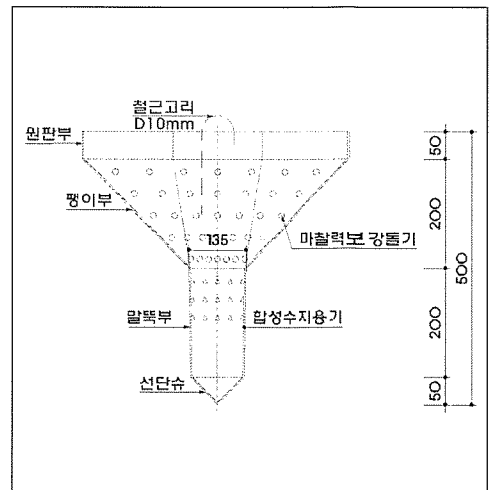 철근고리
D10mm
원판부
팽이부
마찰력보강돌기
135
말뚝부
합성수지용기
선단슈
50
200
200
50
500